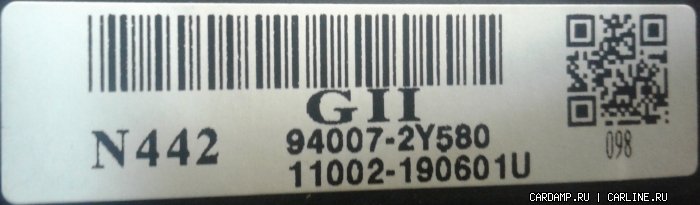 GII
N442
94007-2Y580
11002-190601U
098
CARDAMP.RU | CARLINE.RU